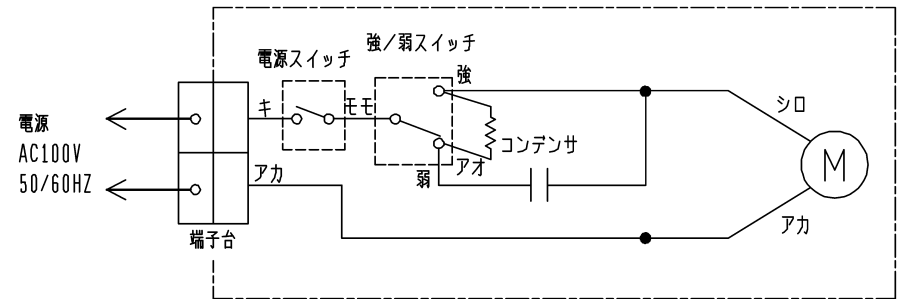 強/弱スイッチ
電源スイッチ
強
キ
モモ
シロ
電源
AC100V
50/60HZ
コンデンサ
M
アオ
アカ
弱
アカ
端子台